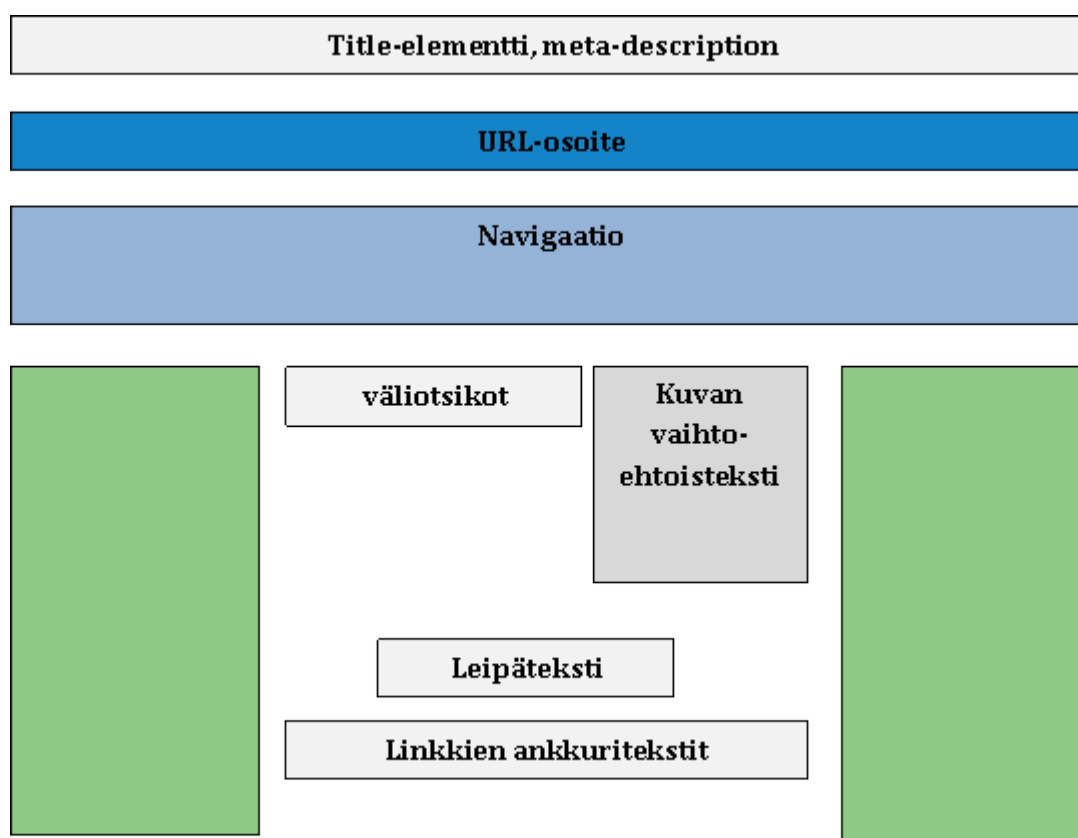 Title-elementti, meta-description
URL-osoite
Navigaatio
väliotsikot
Kuvan
vaihto-
ehtoisteksti
Leipäteksti
Linkkien ankkuritekstit